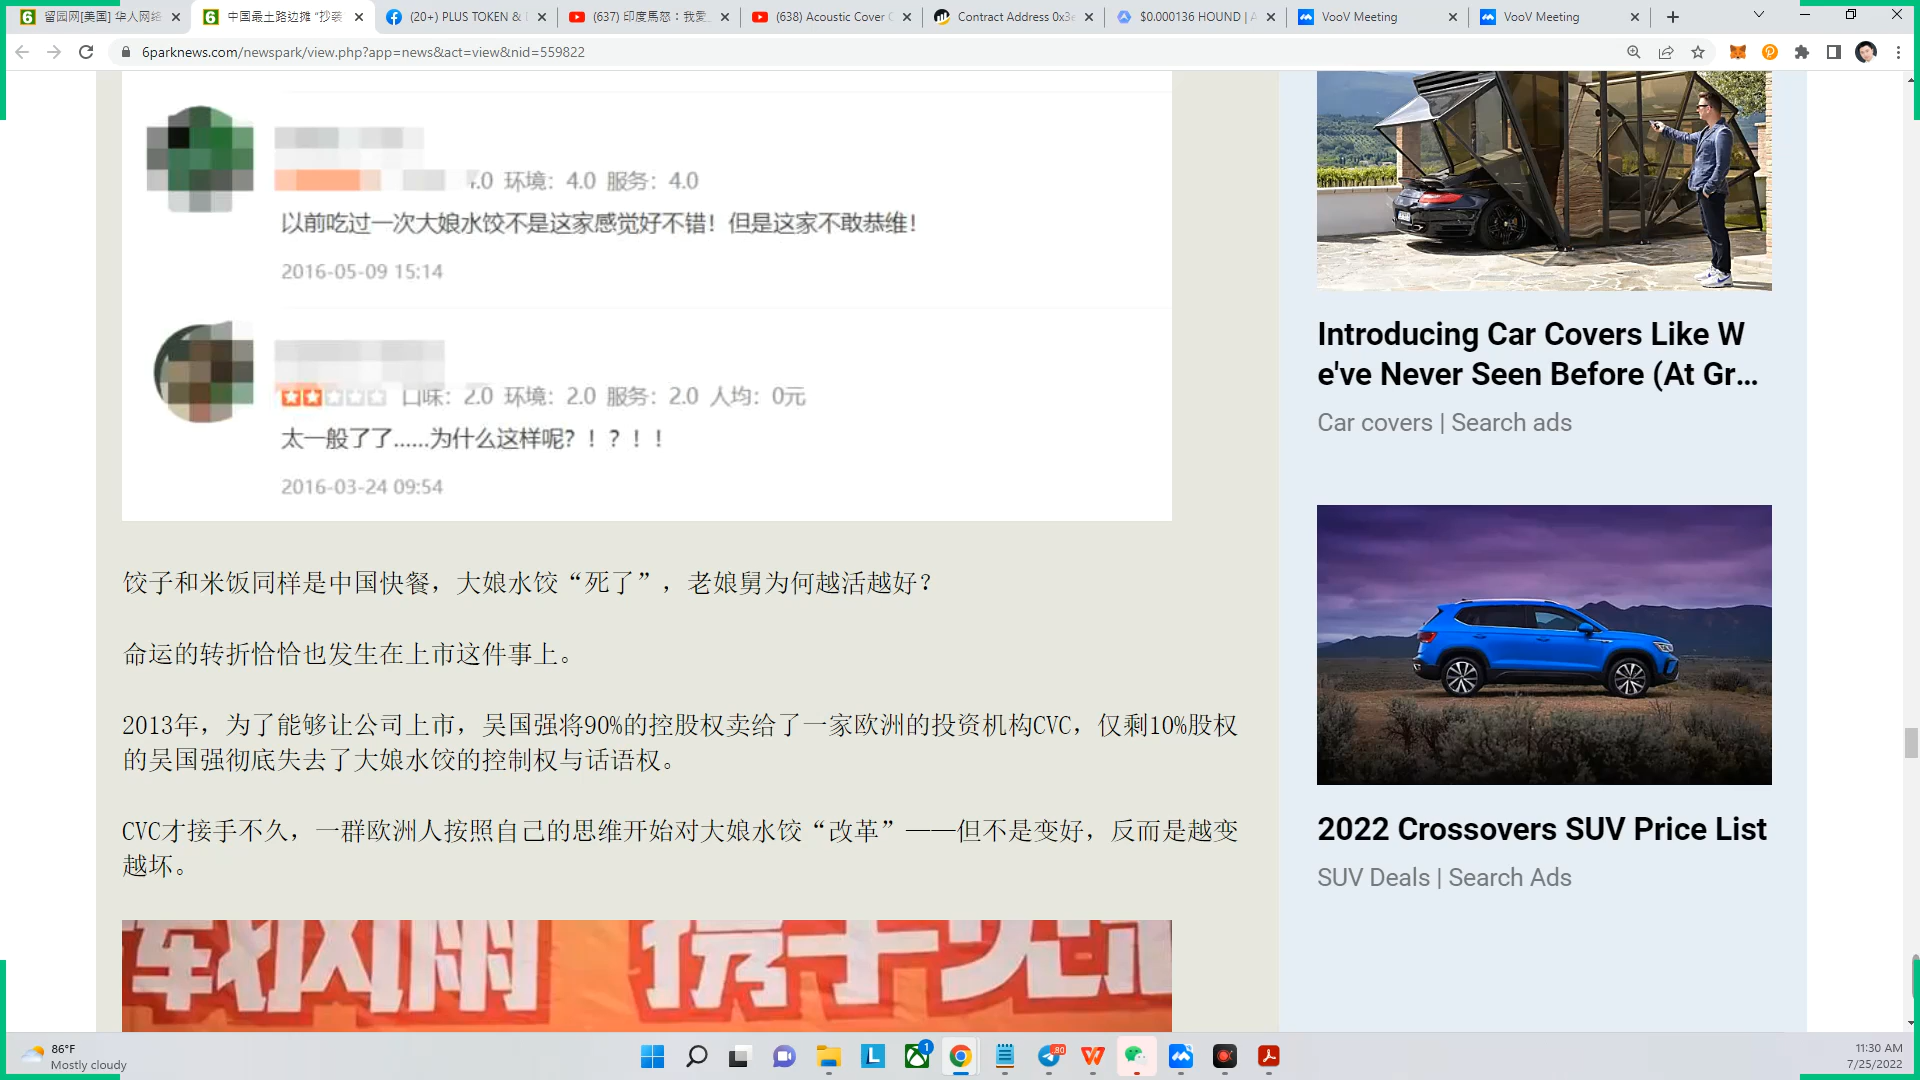 留园网[美国] 华人网络
中国最土路边摊 "抄袭
(20+) PLUS TOKEN &
(637) 印度馬怒：我愛
(638) Acoustic Cover
Contract Address 0x3
$0.000136 HOUND |
VooV Meeting
VooV Meeting
6parknews.com/newspark/view.php?app=news&act=view&nid=559822
.0 环境：4.0 服务：4.0
以前吃过一次大娘水饺不是这家感觉好不错！但是这家不敢恭维！
2016-05-09 15:14
口味：2.0 环境：2.0 服务：2.0 人均：0元
太一般了了......为什么这样呢？！？！！
2016-03-24 09:54
饺子和米饭同样是中国快餐，大娘水饺“死了”，老娘舅为何越活越好？
命运的转折恰恰也发生在上市这件事上。
2013年，为了能够让公司上市，吴国强将90%的控股权卖给了一家欧洲的投资机构CVC，仅剩10%股权
的吴国强彻底失去了大娘水饺的控制权与话语权。
CVC才接手不久，一群欧洲人按照自己的思维开始对大娘水饺“改革”——但不是变好，反而是越变
越坏。
Introducing Car Covers Like W
e've Never Seen Before (At Gr...
Car covers | Search ads
2022 Crossovers SUV Price List
SUV Deals | Search Ads
86°F
Mostly cloudy
1
80
11:30 AM
7/25/2022